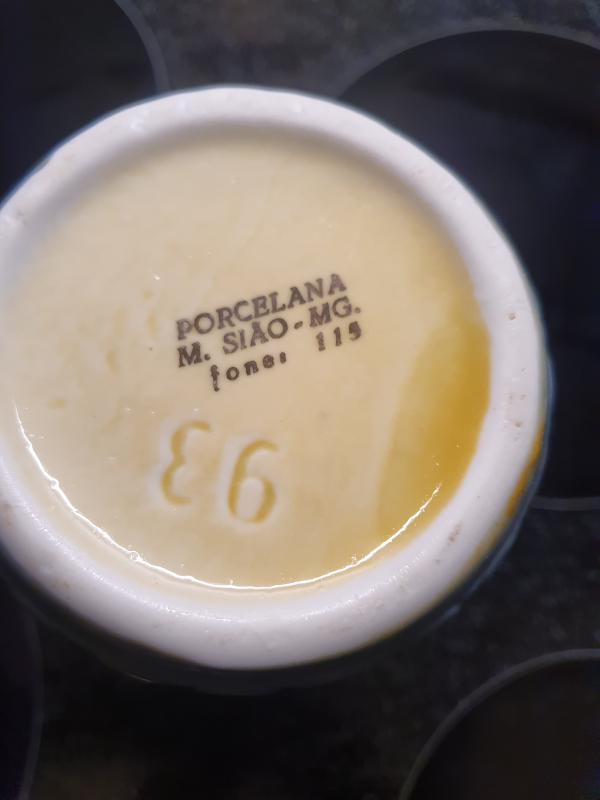 PORCELANA
M. SIÃO - MG.
fone: 115
93